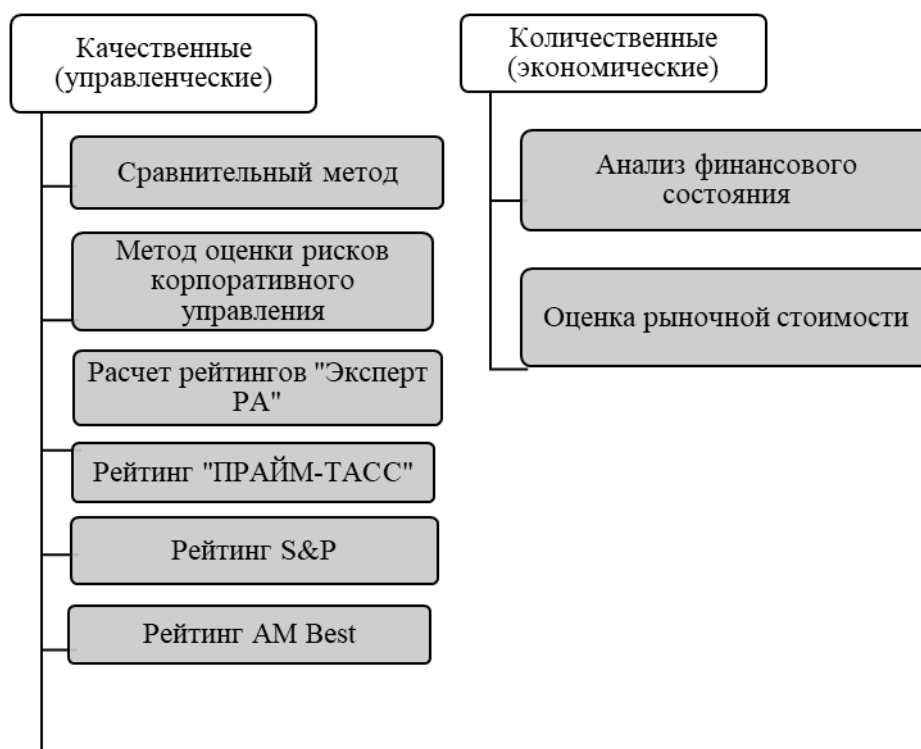 Качественные
(управленческие)
Сравнительный метод
Метод оценки рисков
корпоративного
управления
Расчет рейтингов "Эксперт
РА"
Рейтинг "ПРАЙМ-ТАСС"
Рейтинг S&P
Рейтинг AM Best
Количественные
(экономические)
Анализ финансового
состояния
Оценка рыночной стоимости